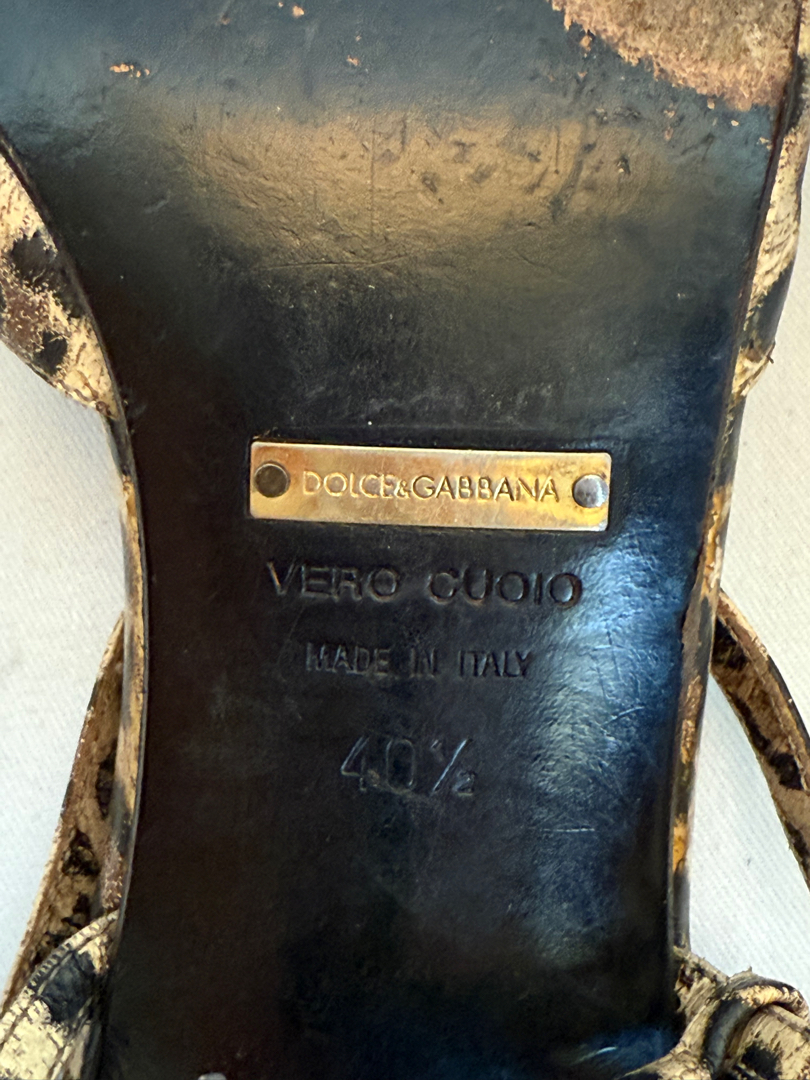 DOLCE&GABBANA
VERO CUOIO
MADE IN ITALY
40½